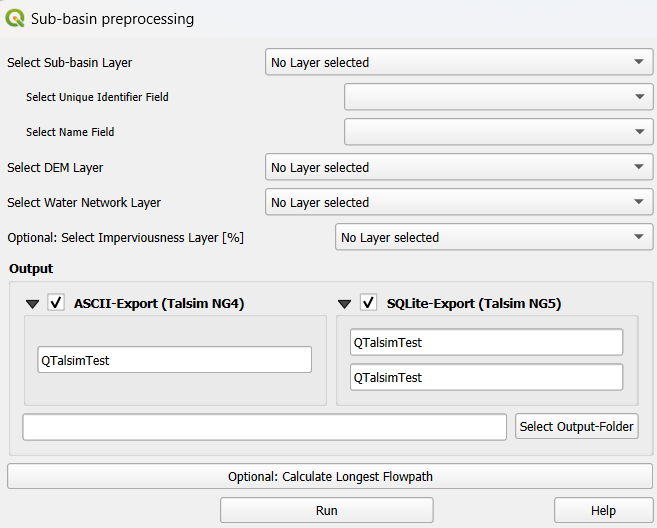 Sub-basin preprocessing
Select Sub-basin Layer No Layer selected
Select Unique Identifier Field
Select Name Field
Select DEM Layer No Layer selected
Select Water Network Layer No Layer selected
Optional: Select Imperviousness Layer [%] No Layer selected
Output
ASCII-Export (Talsim NG4) SQLite-Export (Talsim NG5)
QTalsimTest
QTalsimTest
QTalsimTest
Select Output-Folder
Optional: Calculate Longest Flowpath
Run Help